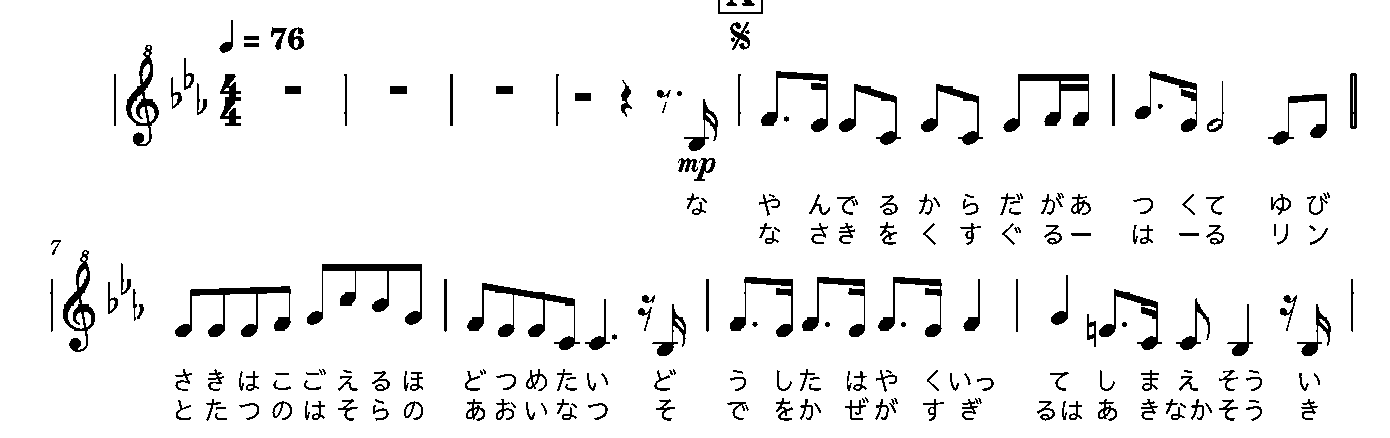 ♩= 76
4/4
mp
な や んで る か ら だ があ つ くて ゆ び
な さき を く す ぐ るー は ーる リ ン
7
さ き は こ ご え る ほ ど つ め た い ど う し た は や く いっ て し ま え そう い
と た つ の は そ ら の あ お い な つ そ で を か ぜ が す ぎ るは あ き なか そう き